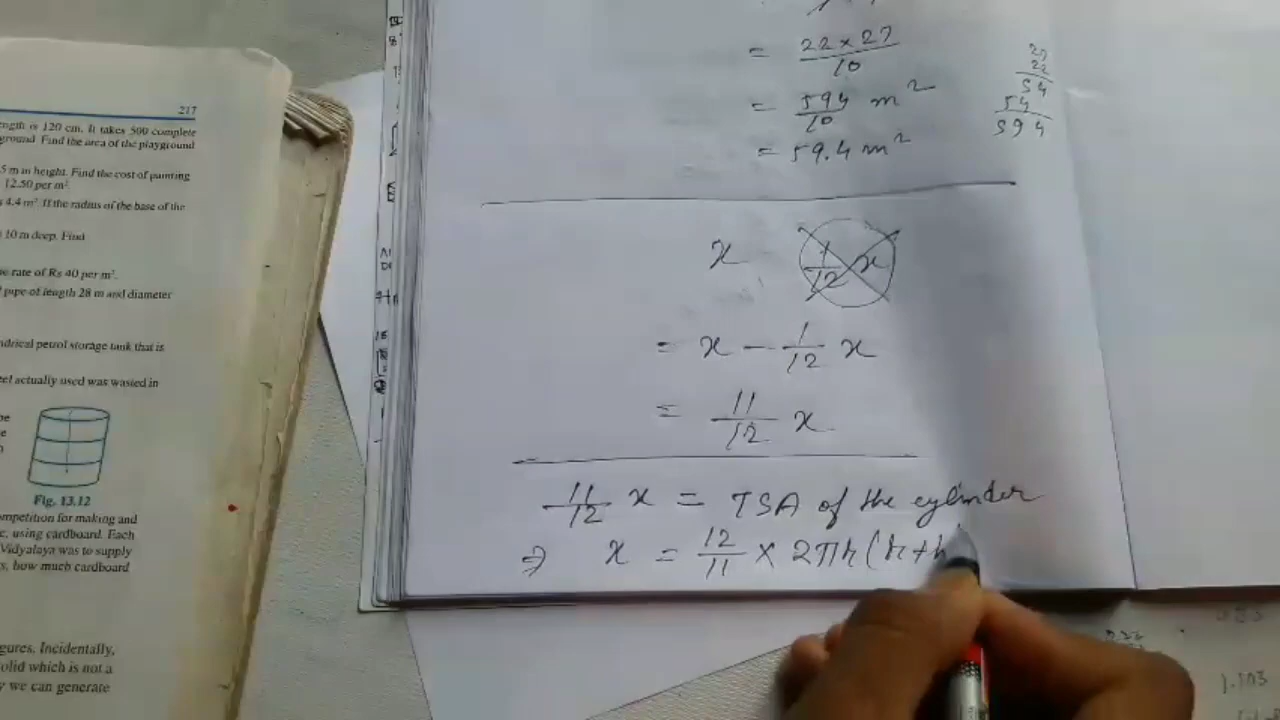 217
ength is 120 cm. It takes 500 complete
ground. Find the area of the playground
5 m in height. Find the cost of painting
12.50 per m².
4.4 m². If the radius of the base of the
10 m deep. Find
e rate of Rs 40 per m².
pipe of length 28 m and diameter
ndrical petrol storage tank that is
eel actually used was wasted in
Fig. 13.12
ompetition for making and
e, using cardboard. Each
Vidyalaya was to supply
s, how much cardboard
gures. Incidentally,
olid which is not a
y we can generate
= 22 × 27 / 10
= 594 / 10 m²
= 59.4 m²
27
22
54
54
594
x 1/12 x
= x - 1/12 x
= 11/12 x
11/12 x = TSA of the cylinder
⇒ x = 12/11 × 2πr(r+h